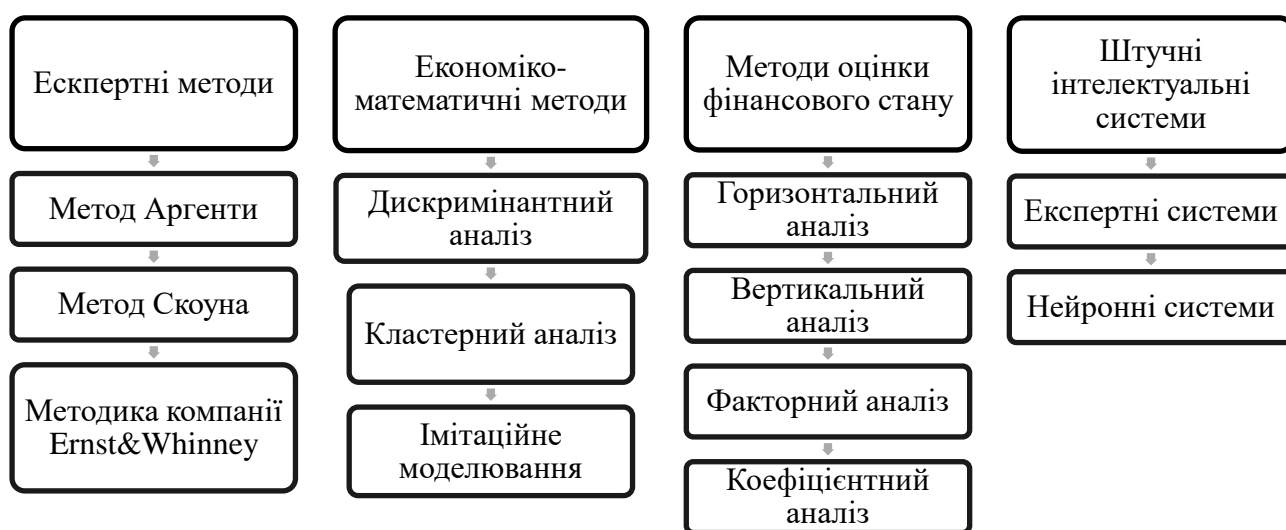 Ескпертні методи
Метод Аргенти
Метод Скоуна
Методика компанії
Ernst&Whinney
Економіко-
математичні методи
Дискримінантний
аналіз
Кластерний аналіз
Імітаційне
моделювання
Методи оцінки
фінансового стану
Горизонтальний
аналіз
Вертикальний
аналіз
Факторний аналіз
Коефіцієнтний
аналіз
Штучні
інтелектуальні
системи
Експертні системи
Нейронні системи